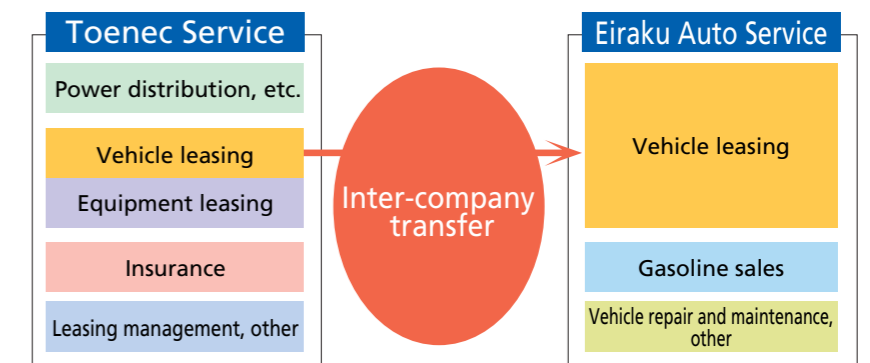 Toenec Service
Power distribution, etc.
Vehicle leasing
Equipment leasing
Insurance
Leasing management, other
Inter-company
transfer
Eiraku Auto Service
Vehicle leasing
Gasoline sales
Vehicle repair and maintenance,
other